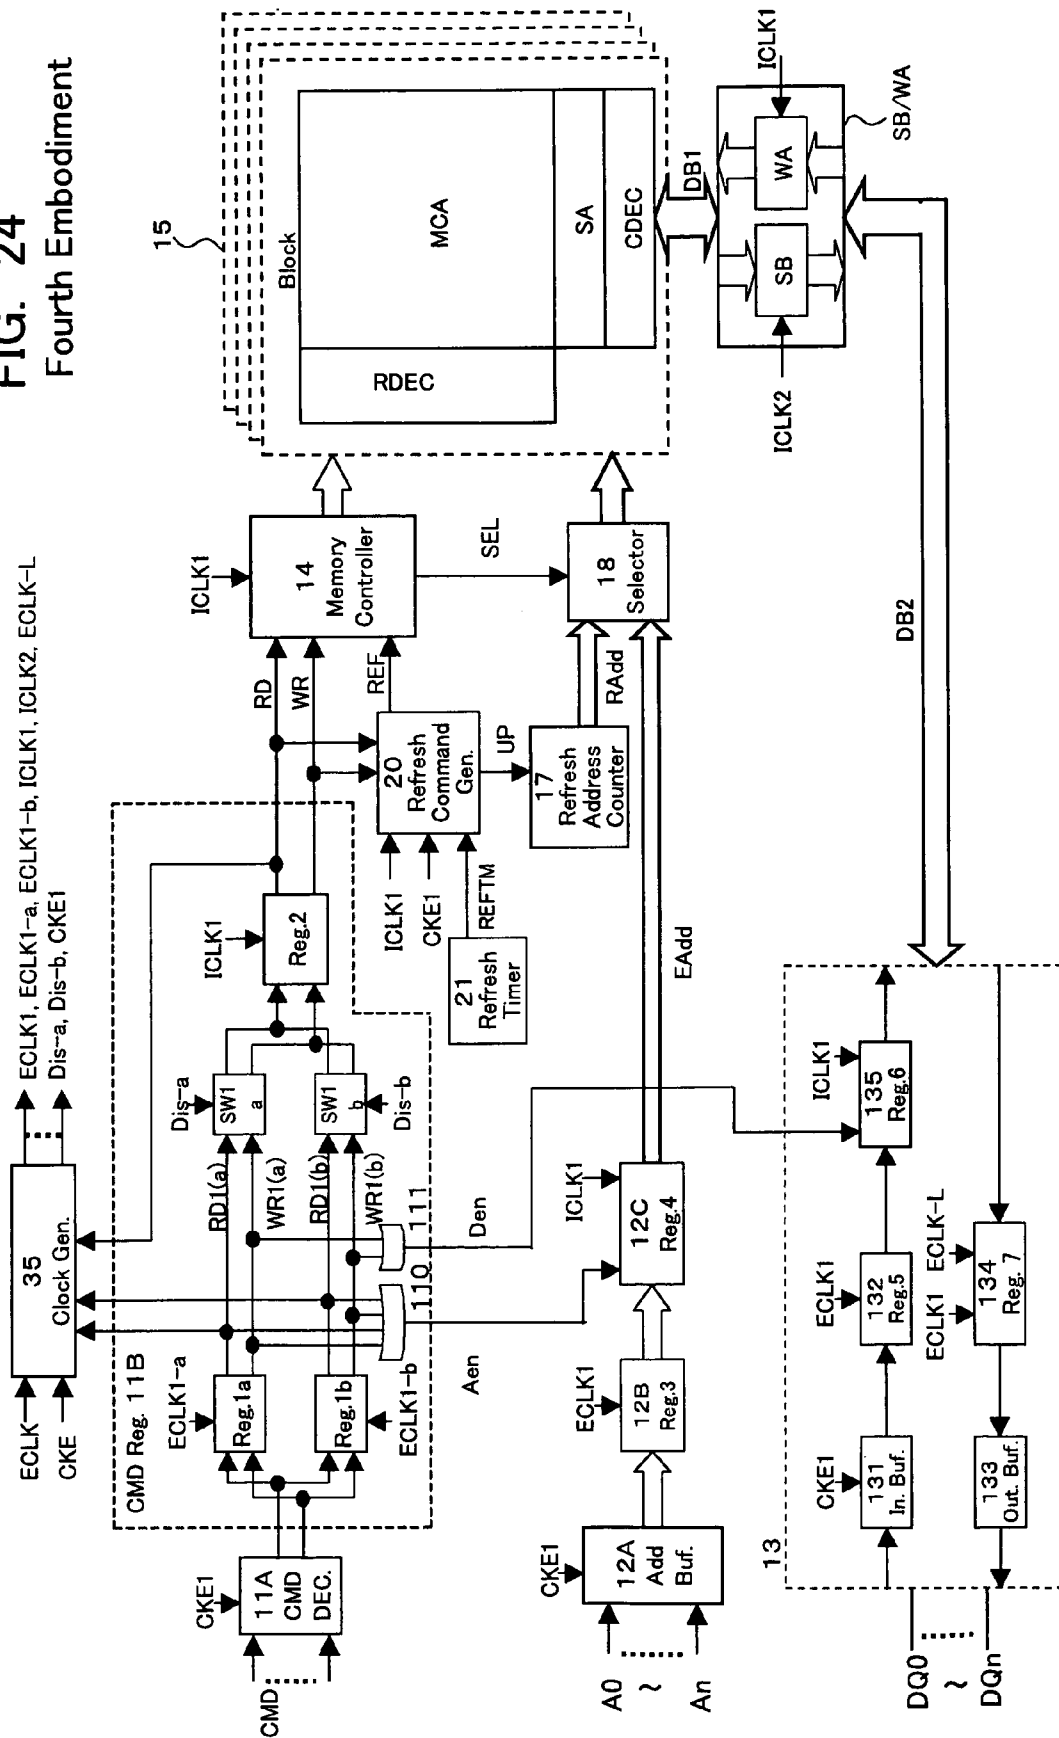 FIG. 24
Fourth Embodiment
ECLK
CKE
35
Clock Gen.
ECLK1, ECLK1-a, ECLK1-b, ICLK1, ICLK2, ECLK-L
Dis-a, Dis-b, CKE1
CMD Reg. 11B
CMD
CKE1
11A
CMD
DEC.
ECLK1-a
Reg.1a
Reg.1b
ECLK1-b
RD1(a)
WR1(a)
RD1(b)
WR1(b)
110
111
Dis-a
SW1
a
SW1
b
Dis-b
ICLK1
Reg.2
RD
WR
REF
ICLK1
14
Memory
Controller
SEL
ICLK1
CKE1
REFTM
20
Refresh
Command
Gen.
UP
21
Refresh
Timer
17
Refresh
Address
Counter
RAdd
18
Selector
15
Block
MCA
RDEC
SA
CDEC
DB1
ICLK2
SB
WA
ICLK1
SB/WA
DB2
A0
~
An
CKE1
12A
Add
Buf.
ECLK1
12B
Reg.3
Aen
ICLK1
12C
Reg.4
Den
EAdd
13
DQ0
~
DQn
CKE1
131
In. Buf.
ECLK1
132
Reg.5
ICLK1
135
Reg.6
133
Out. Buf.
ECLK1
ECLK-L
134
Reg. 7